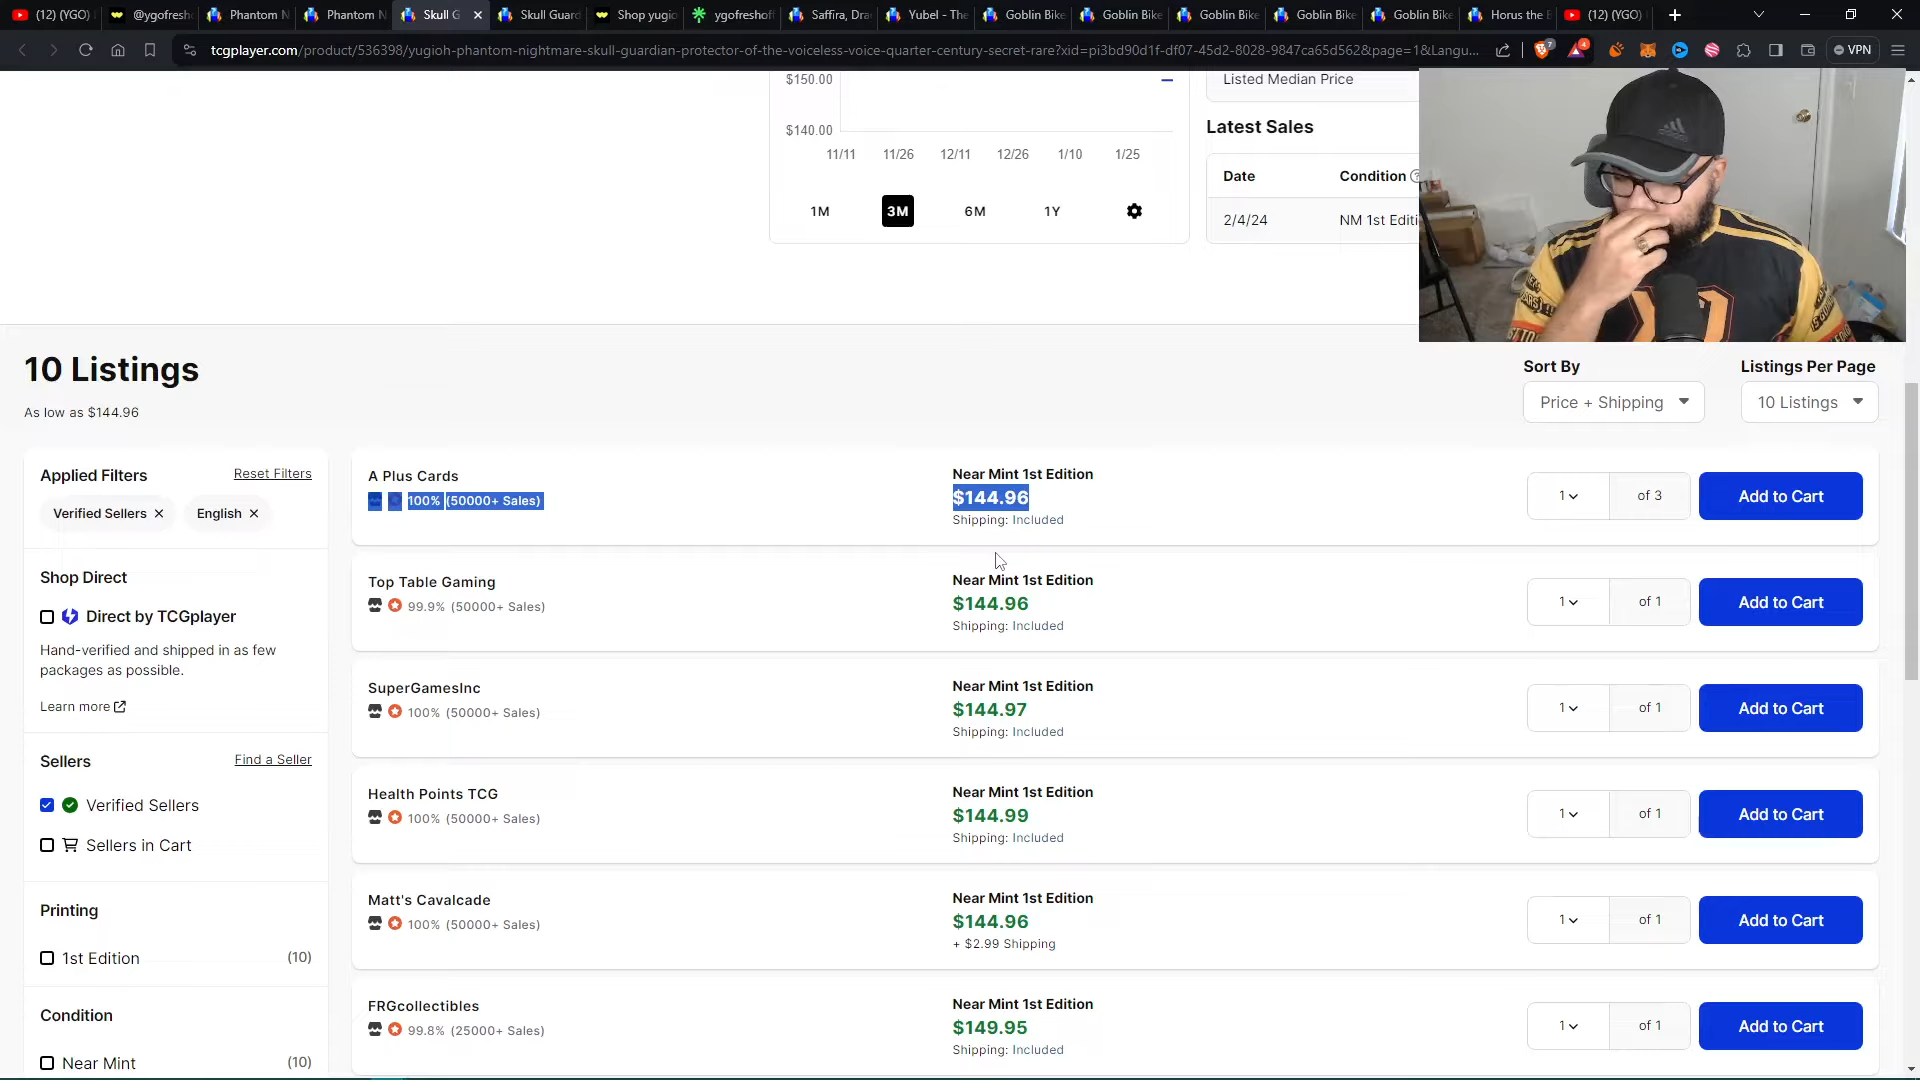 (12) (YGO)
@ygofresh
Phantom N
Phantom N
Skull G
Skull Guard
Shop yugio
ygofreshoff
Saffira, Dra
Yubel - The
Goblin Bike
Goblin Bike
Goblin Bike
Goblin Bike
Goblin Bike
Horus the B
(12) (YGO)
tcgplayer.com/product/536398/yugioh-phantom-nightmare-skull-guardian-protector-of-the-voiceless-voice-quarter-century-secret-rare?xid=pi3bd90d1f-df07-45d2-8028-9847ca65d562&page=1&Langu...
7
4
VPN
$150.00
$140.00
11/11 11/26 12/11 12/26 1/10 1/25
1M 3M 6M 1Y
Listed Median Price
Latest Sales
Date Condition
2/4/24 NM 1st Editi
10 Listings
As low as $144.96
Sort By
Price + Shipping
Listings Per Page
10 Listings
Applied Filters Reset Filters
Verified Sellers English
Shop Direct
Direct by TCGplayer
Hand-verified and shipped in as few
packages as possible.
Learn more
Sellers Find a Seller
Verified Sellers
Sellers in Cart
Printing
1st Edition (10)
Condition
Near Mint (10)
A Plus Cards
100% (50000+ Sales)
Near Mint 1st Edition
$144.96
Shipping: Included
1 of 3 Add to Cart
Top Table Gaming
99.9% (50000+ Sales)
Near Mint 1st Edition
$144.96
Shipping: Included
1 of 1 Add to Cart
SuperGamesInc
100% (50000+ Sales)
Near Mint 1st Edition
$144.97
Shipping: Included
1 of 1 Add to Cart
Health Points TCG
100% (50000+ Sales)
Near Mint 1st Edition
$144.99
Shipping: Included
1 of 1 Add to Cart
Matt's Cavalcade
100% (50000+ Sales)
Near Mint 1st Edition
$144.96
+ $2.99 Shipping
1 of 1 Add to Cart
FRGcollectibles
99.8% (25000+ Sales)
Near Mint 1st Edition
$149.95
Shipping: Included
1 of 1 Add to Cart